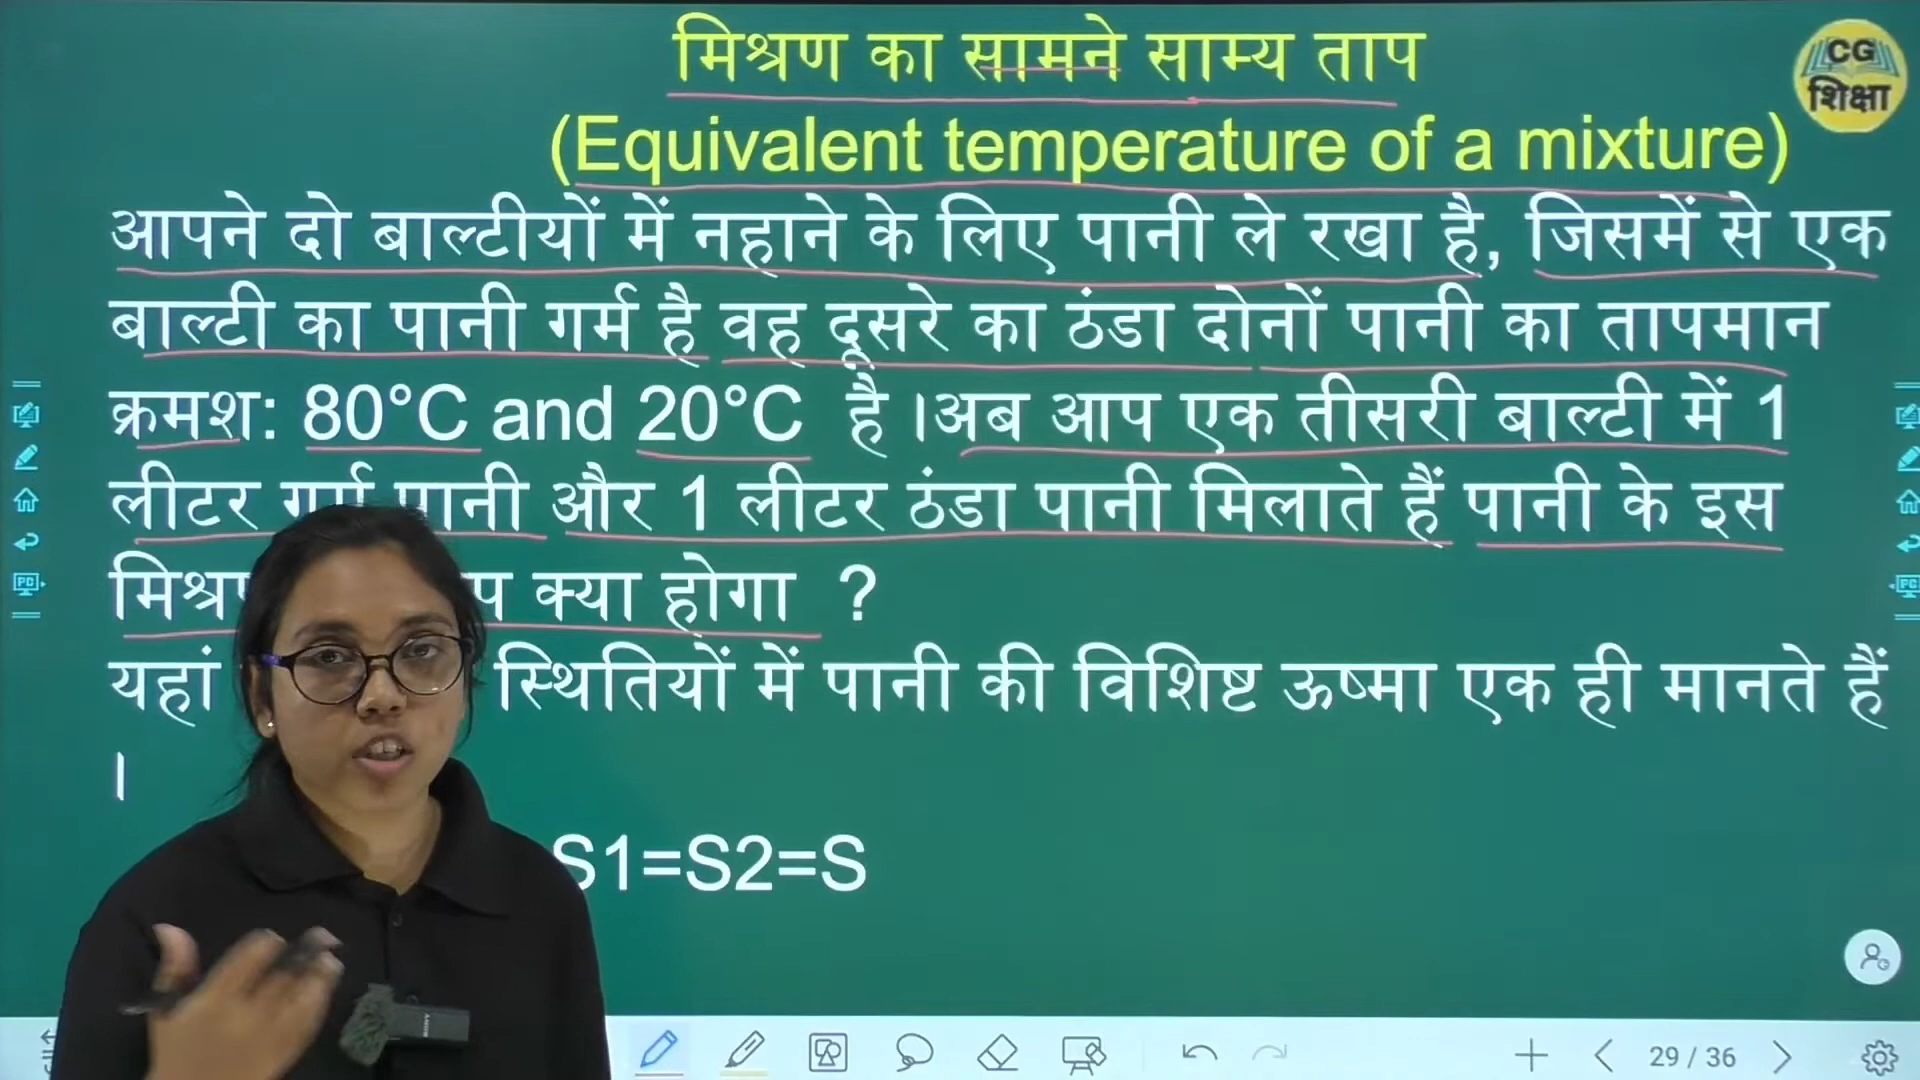 मिश्रण का सामने साम्य ताप
(Equivalent temperature of a mixture)
CG
शिक्षा
आपने दो बाल्टीयों में नहाने के लिए पानी ले रखा है, जिसमें से एक
बाल्टी का पानी गर्म है वह दूसरे का ठंडा दोनों पानी का तापमान
क्रमश: 80°C and 20°C है ।अब आप एक तीसरी बाल्टी में 1
लीटर गर्म पानी और 1 लीटर ठंडा पानी मिलाते हैं पानी के इस
क्या होगा ?
यहां स्थितियों में पानी की विशिष्ट ऊष्मा एक ही मानते हैं
।
S1=S2=S
29 / 36